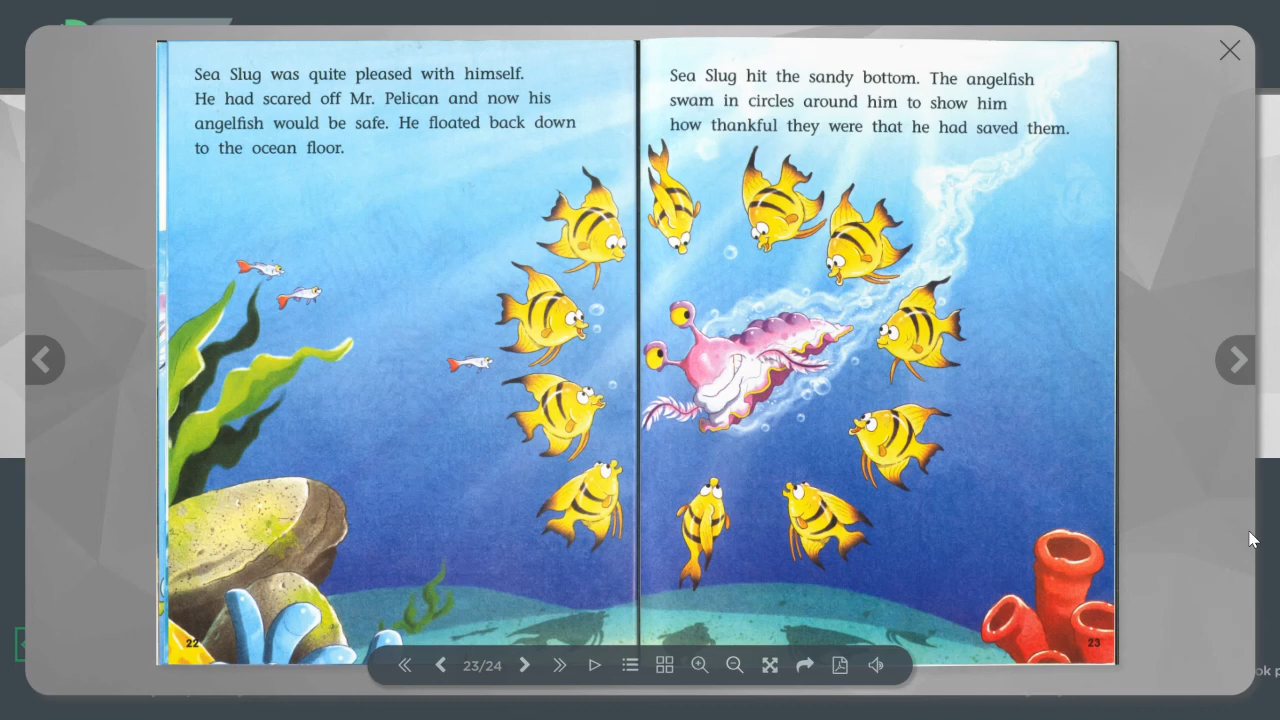 Sea Slug was quite pleased with himself.
He had scared off Mr. Pelican and now his
angelfish would be safe. He floated back down
to the ocean floor.
Sea Slug hit the sandy bottom. The angelfish
swam in circles around him to show him
how thankful they were that he had saved them.
22
23
23/24
ok p